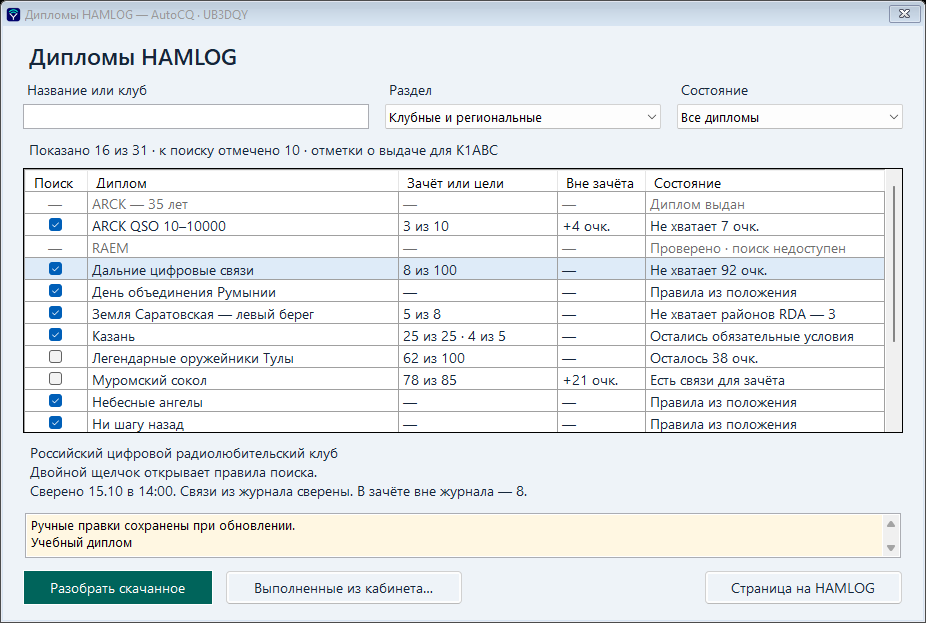 Дипломы HAMLOG — AutoCQ · UB3DQY
Дипломы HAMLOG
Название или клуб Раздел Состояние
Клубные и региональные Все дипломы
Показано 16 из 31 · к поиску отмечено 10 · отметки о выдаче для K1ABC
Поиск Диплом Зачёт или цели Вне зачёта Состояние
— ARCK — 35 лет — — Диплом выдан
ARCK QSO 10–10000 3 из 10 +4 очк. Не хватает 7 очк.
— RAEM — — Проверено · поиск недоступен
Дальние цифровые связи 8 из 100 — Не хватает 92 очк.
День объединения Румынии — — Правила из положения
Земля Саратовская — левый берег 5 из 8 — Не хватает районов RDA — 3
Казань 25 из 25 · 4 из 5 — Остались обязательные условия
Легендарные оружейники Тулы 62 из 100 — Осталось 38 очк.
Муромский сокол 78 из 85 +21 очк. Есть связи для зачёта
Небесные ангелы — — Правила из положения
Ни шагу назад — — Правила из положения
Российский цифровой радиолюбительский клуб
Двойной щелчок открывает правила поиска.
Сверено 15.10 в 14:00. Связи из журнала сверены. В зачёте вне журнала — 8.
Ручные правки сохранены при обновлении.
Учебный диплом
Разобрать скачанное Выполненные из кабинета... Страница на HAMLOG